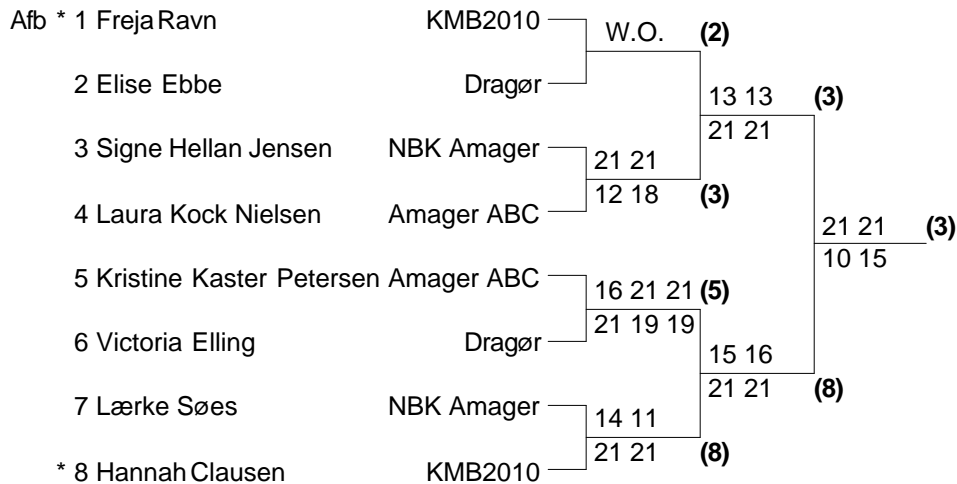 Afb * 1 Freja Ravn KMB2010
W.O. (2)
2 Elise Ebbe Dragør
13 13 (3)
21 21
3 Signe Hellan Jensen NBK Amager
21 21
12 18 (3)
4 Laura Kock Nielsen Amager ABC
21 21 (3)
10 15
5 Kristine Kaster Petersen Amager ABC
16 21 21 (5)
21 19 19
6 Victoria Elling Dragør
15 16
21 21 (8)
7 Lærke Søes NBK Amager
14 11
21 21 (8)
* 8 Hannah Clausen KMB2010